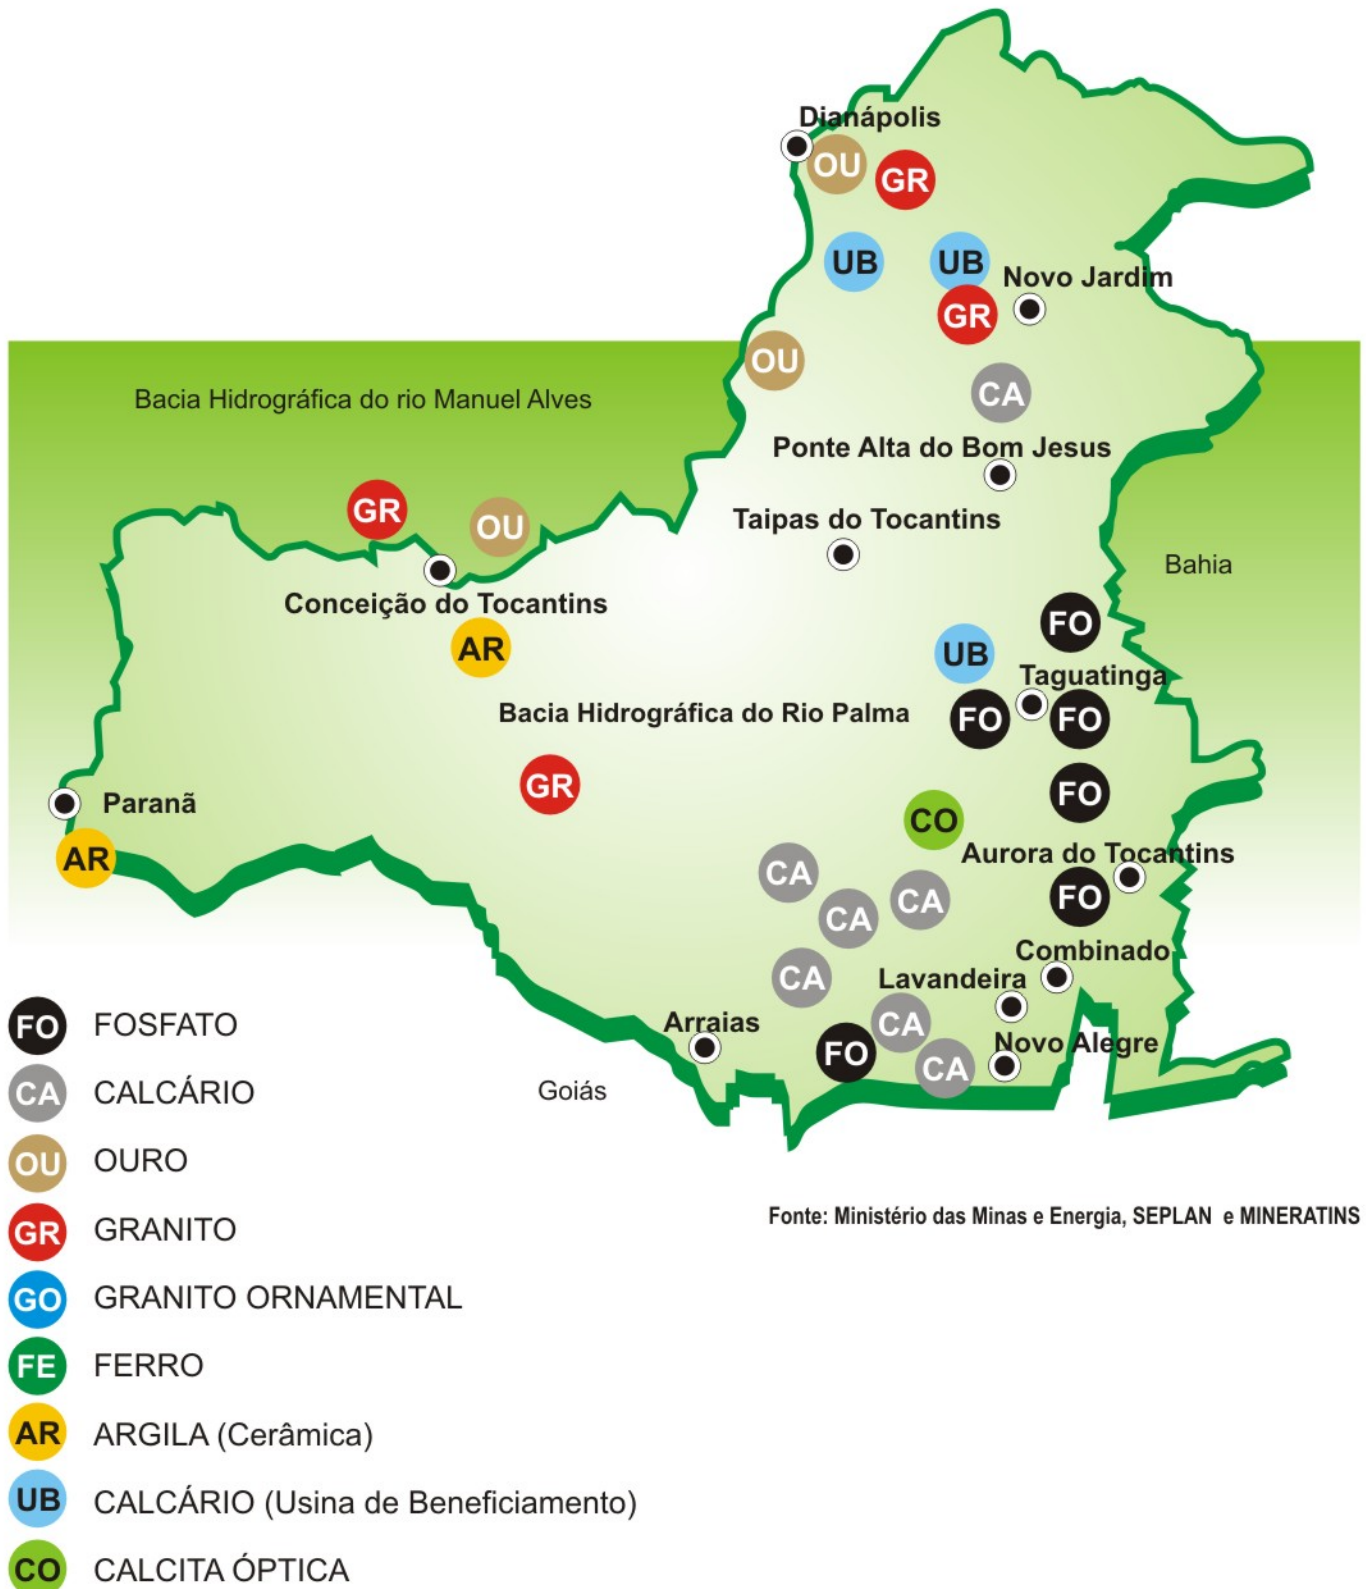 Dianápolis
OU
GR
UB
UB
Novo Jardim
GR
OU
Bacia Hidrográfica do rio Manuel Alves
CA
Ponte Alta do Bom Jesus
GR
OU
Taipas do Tocantins
Bahia
Conceição do Tocantins
FO
AR
UB
Taguatinga
Bacia Hidrográfica do Rio Palma
FO
FO
GR
FO
Paranã
CO
AR
Aurora do Tocantins
CA
CA
FO
CA
Combinado
CA
Lavandeira
Arraias
CA
Novo Alegre
FO
CA
Goiás
FO FOSFATO
CA CALCÁRIO
OU OURO
Fonte: Ministério das Minas e Energia, SEPLAN e MINERATINS
GR GRANITO
GO GRANITO ORNAMENTAL
FE FERRO
AR ARGILA (Cerâmica)
UB CALCÁRIO (Usina de Beneficiamento)
CO CALCITA ÓPTICA